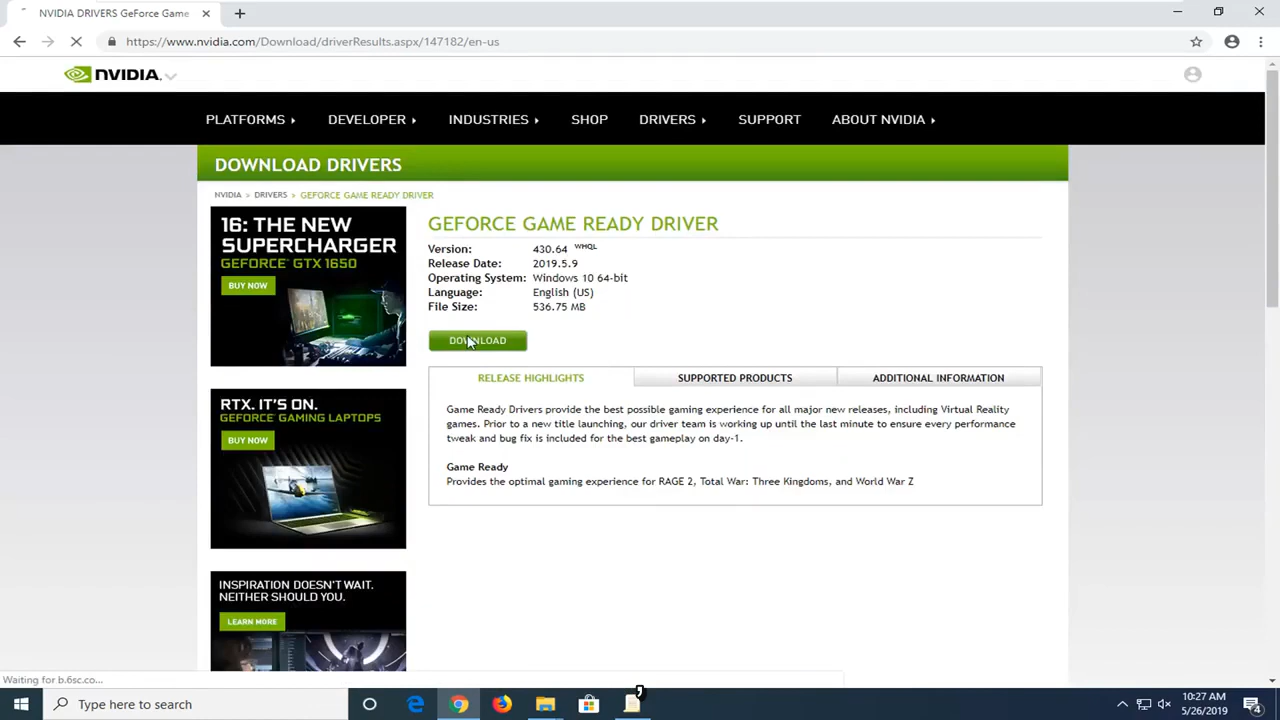 NVIDIA DRIVERS GeForce Game
https://www.nvidia.com/Download/driverResults.aspx/147182/en-us
NVIDIA.
PLATFORMS DEVELOPER INDUSTRIES SHOP DRIVERS SUPPORT ABOUT NVIDIA
DOWNLOAD DRIVERS
NVIDIA > DRIVERS > GEFORCE GAME READY DRIVER
16: THE NEW
SUPERCHARGER
GEFORCE® GTX 1650
BUY NOW
RTX. IT'S ON.
GEFORCE® GAMING LAPTOPS
BUY NOW
INSPIRATION DOESN'T WAIT.
NEITHER SHOULD YOU.
LEARN MORE
GEFORCE GAME READY DRIVER
Version: 430.64 WHQL
Release Date: 2019.5.9
Operating System: Windows 10 64-bit
Language: English (US)
File Size: 536.75 MB
DOWNLOAD
RELEASE HIGHLIGHTS SUPPORTED PRODUCTS ADDITIONAL INFORMATION
Game Ready Drivers provide the best possible gaming experience for all major new releases, including Virtual Reality
games. Prior to a new title launching, our driver team is working up until the last minute to ensure every performance
tweak and bug fix is included for the best gameplay on day-1.
Game Ready
Provides the optimal gaming experience for RAGE 2, Total War: Three Kingdoms, and World War Z
Waiting for b.6sc.co...
Type here to search
10:27 AM
5/26/2019
4